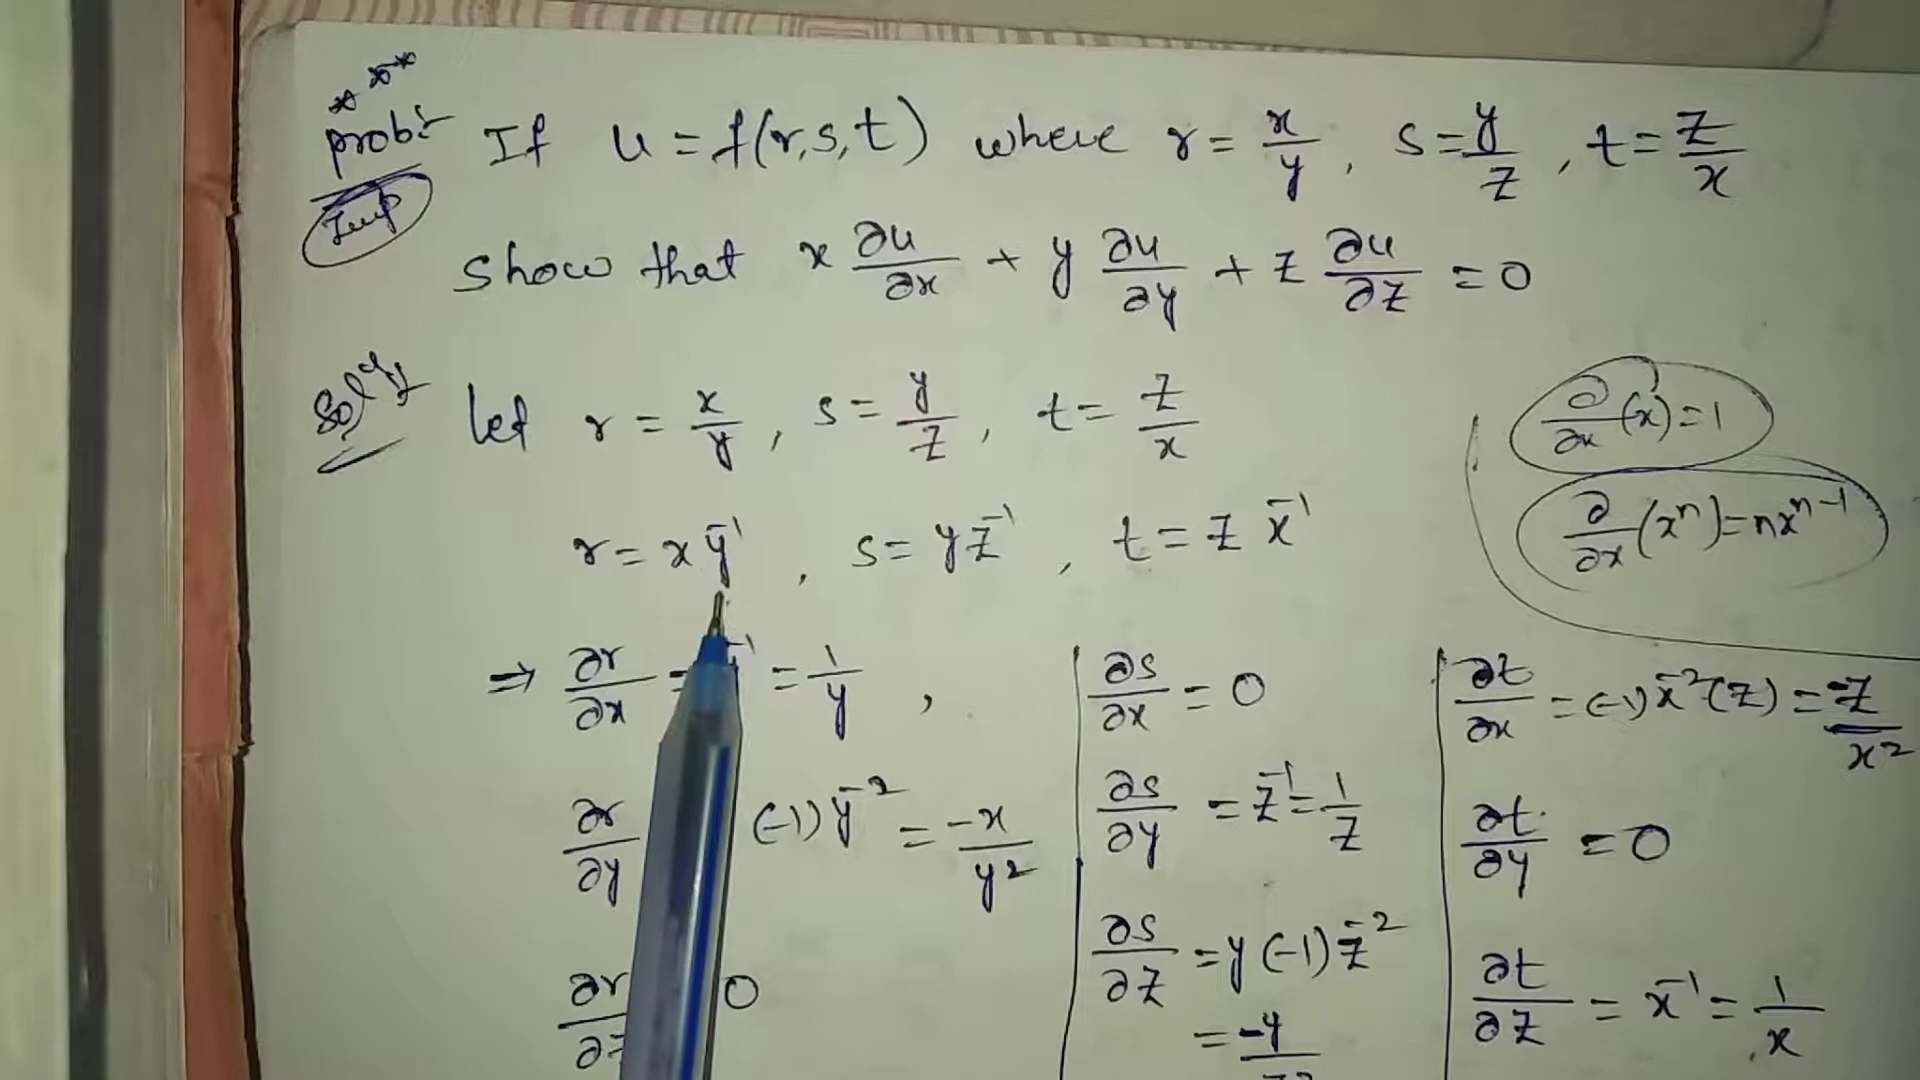 prob:- If u = f(r,s,t) where r = x/y, s = y/z, t = z/x
Imp
Show that x ∂u/∂x + y ∂u/∂y + z ∂u/∂z = 0
Let r = x/y, s = y/z, t = z/x
∂/∂x (x) = 1
r = x y⁻¹, s = y z⁻¹, t = z x⁻¹
∂/∂x (xⁿ) = nxⁿ⁻¹
⇒ ∂r/∂x = ⁻¹ = 1/y,
∂r/∂y (-1) y⁻² = -x/y²
∂r 0
∂s/∂x = 0
∂s/∂y = z⁻¹ = 1/z
∂s/∂z = y (-1) z⁻²
= -y
∂t/∂x = (-1) x⁻² (z) = -z/x²
∂t/∂y = 0
∂t/∂z = x⁻¹ = 1/x